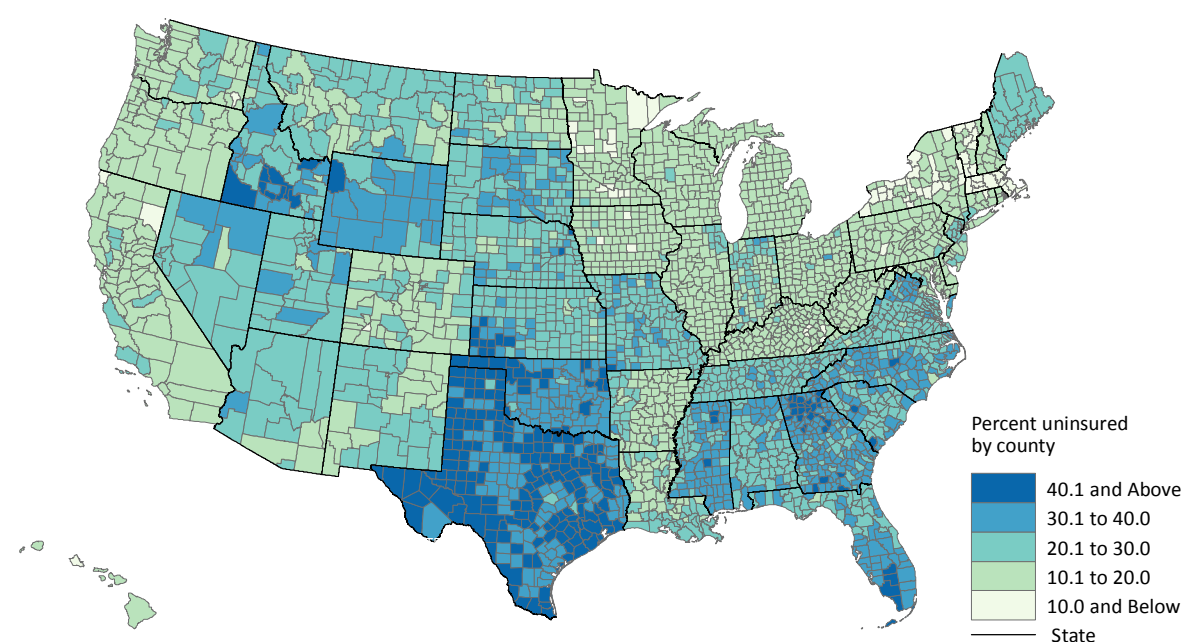 Percent uninsured
by county
40.1 and Above
30.1 to 40.0
20.1 to 30.0
10.1 to 20.0
10.0 and Below
State